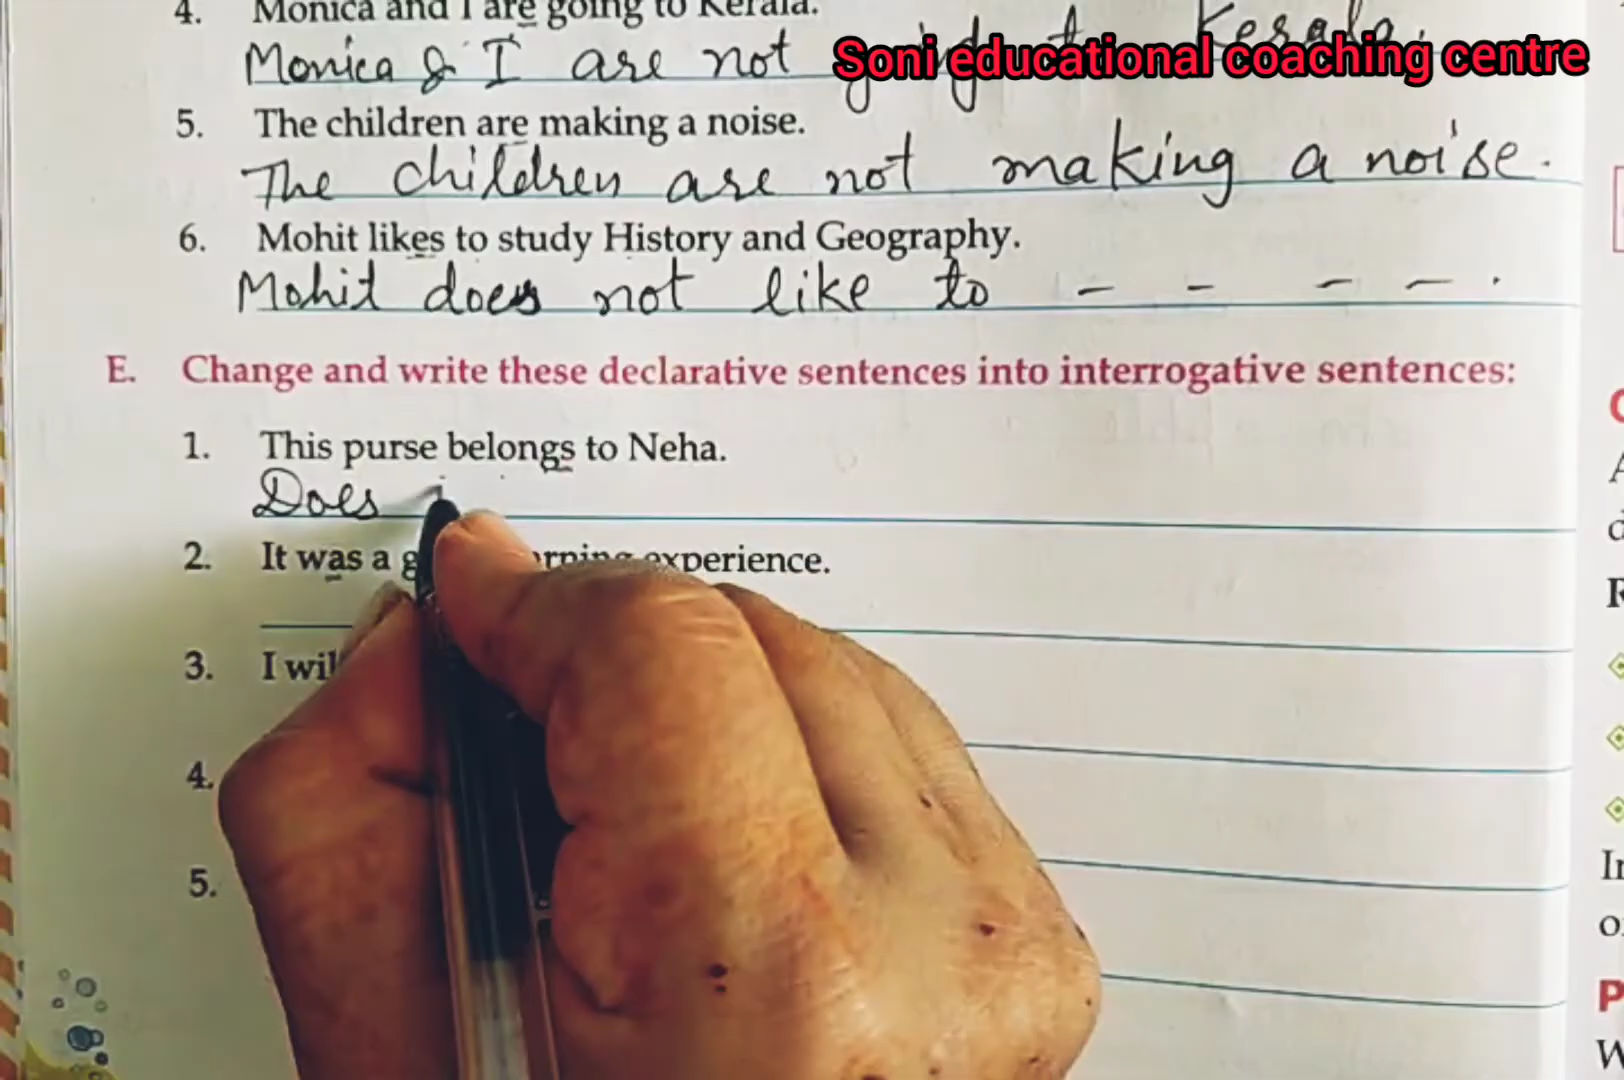 4. Monica and I are going to Kerala.
Monica & I are not going to Kerala.
Soni educational coaching centre
5. The children are making a noise.
The children are not making a noise.
6. Mohit likes to study History and Geography.
Mohit does not like to - - - - .
E. Change and write these declarative sentences into interrogative sentences:
1. This purse belongs to Neha.
Does
2. It was a experience.
3. I
4.
5.